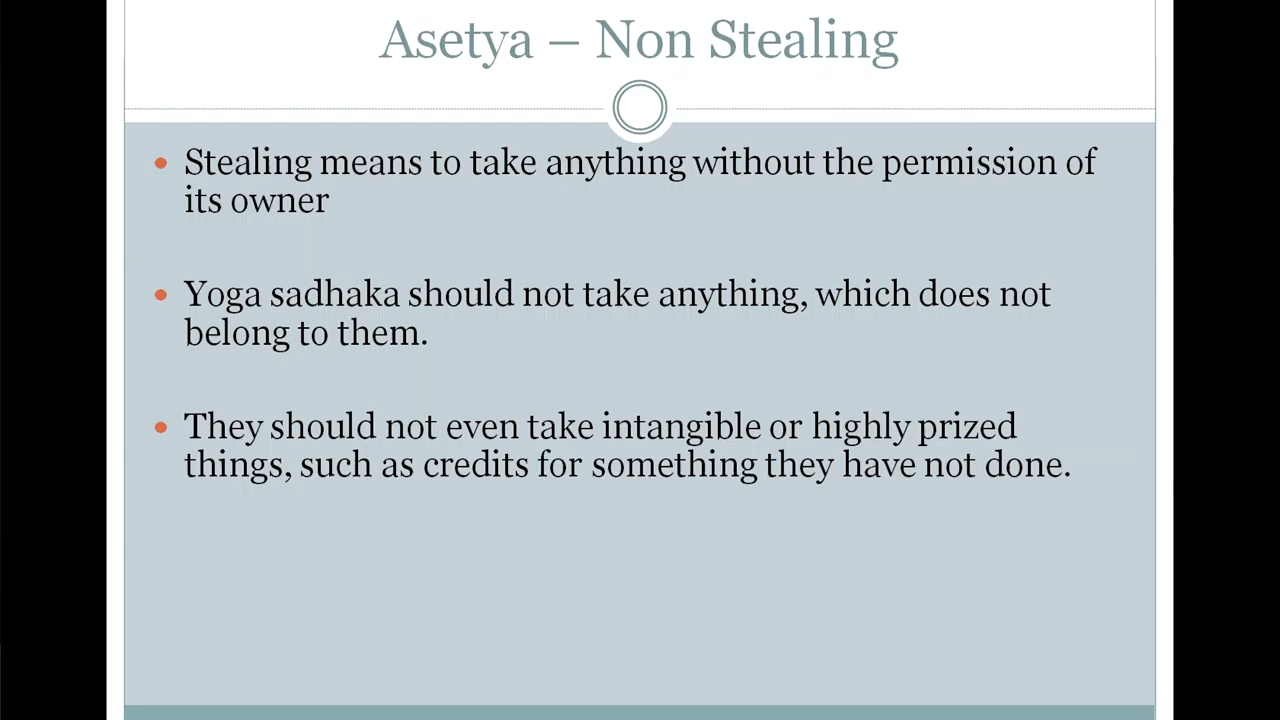 Asetya – Non Stealing
Stealing means to take anything without the permission of
its owner
Yoga sadhaka should not take anything, which does not
belong to them.
They should not even take intangible or highly prized
things, such as credits for something they have not done.